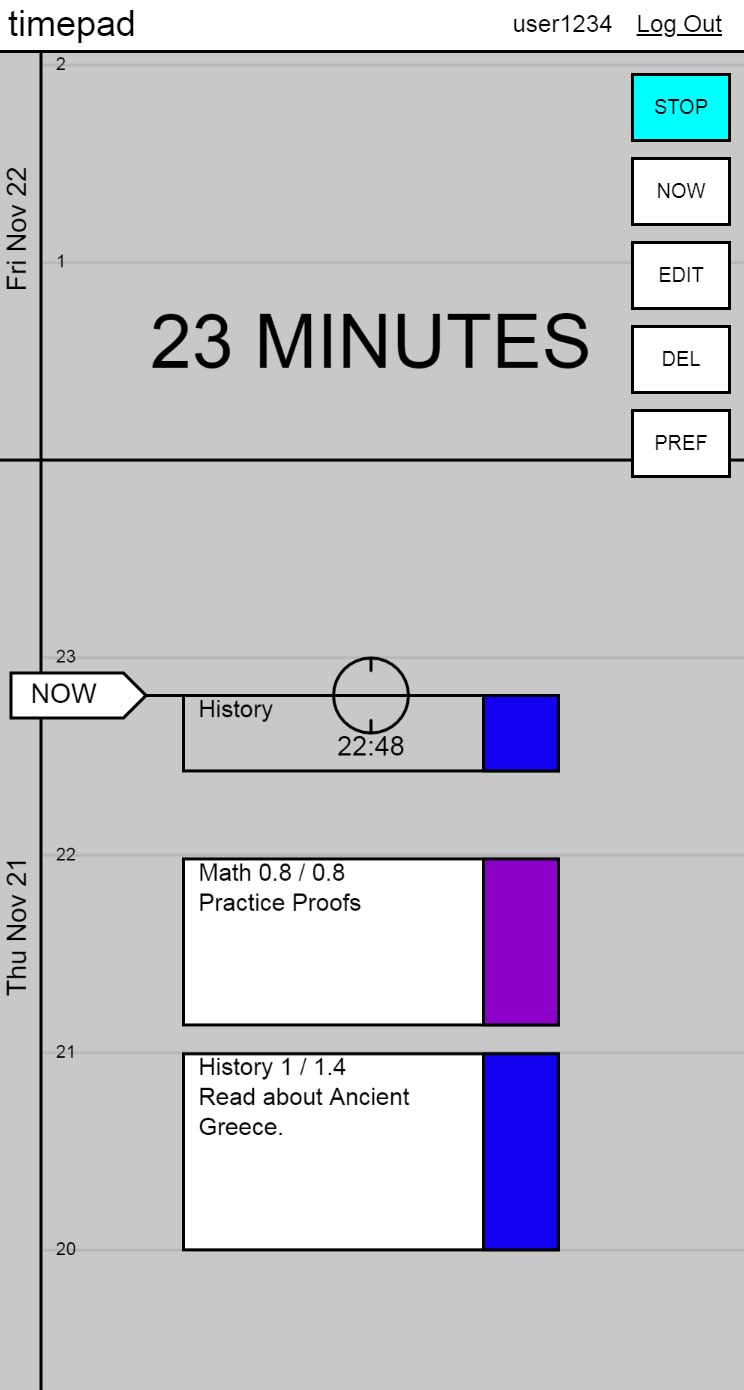 timepad
user1234 Log Out
2
STOP
Fri Nov 22
NOW
1
EDIT
23 MINUTES
DEL
PREF
23
NOW
History
22:48
22
Thu Nov 21
Math 0.8 / 0.8
Practice Proofs
21
History 1 / 1.4
Read about Ancient
Greece.
20